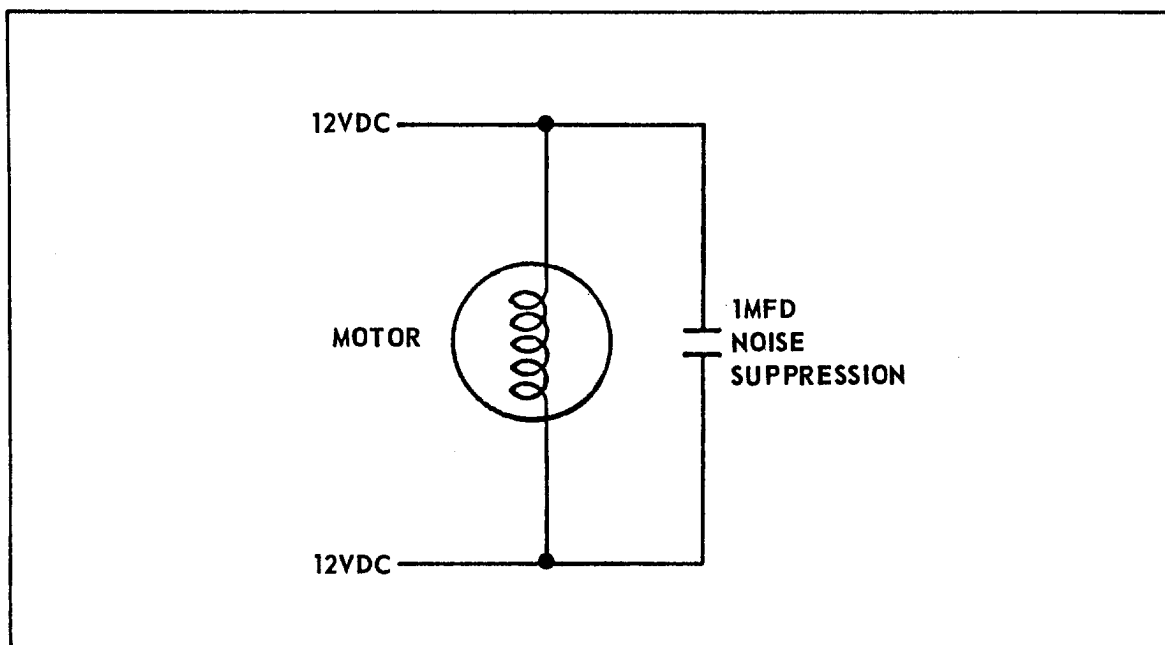 12VDC
MOTOR
1MFD
NOISE
SUPPRESSION
12VDC